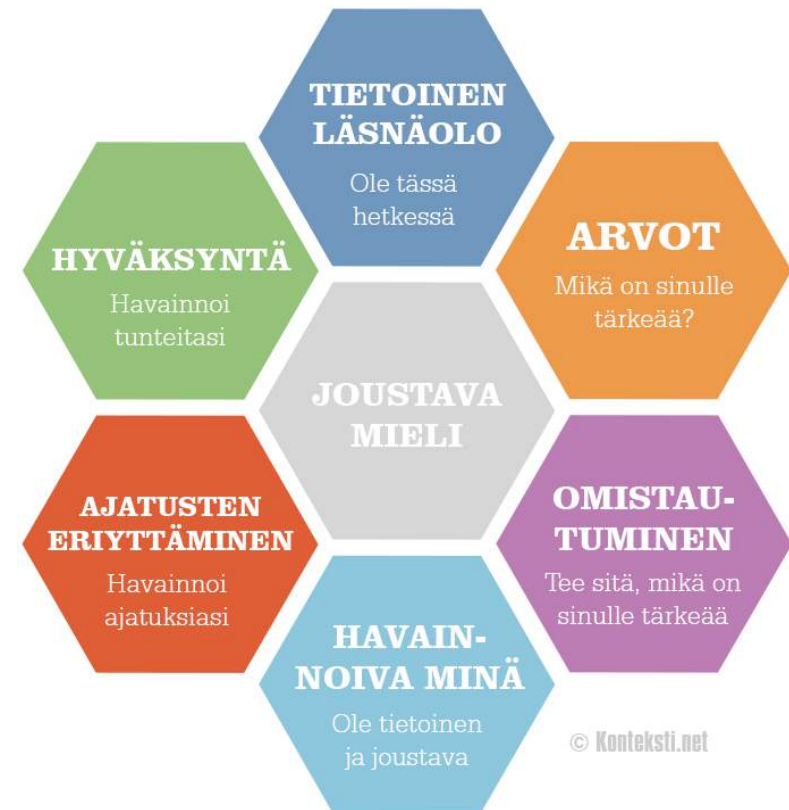 TIETOINEN
LÄSNÄOLO
Ole tässä
hetkessä
HYVÄKSYNTÄ
Havainnoi
tunteitasi
ARVOT
Mikä on sinulle
tärkeää?
JOUSTAVA
MIELI
AJATUSTEN
ERIYTTÄMINEN
Havainnoi
ajatuksiasi
OMISTAU-
TUMINEN
Tee sitä, mikä on
sinulle tärkeää
HAVAIN-
NOIVA MINÄ
Ole tietoinen
ja joustava
© Konteksti.net